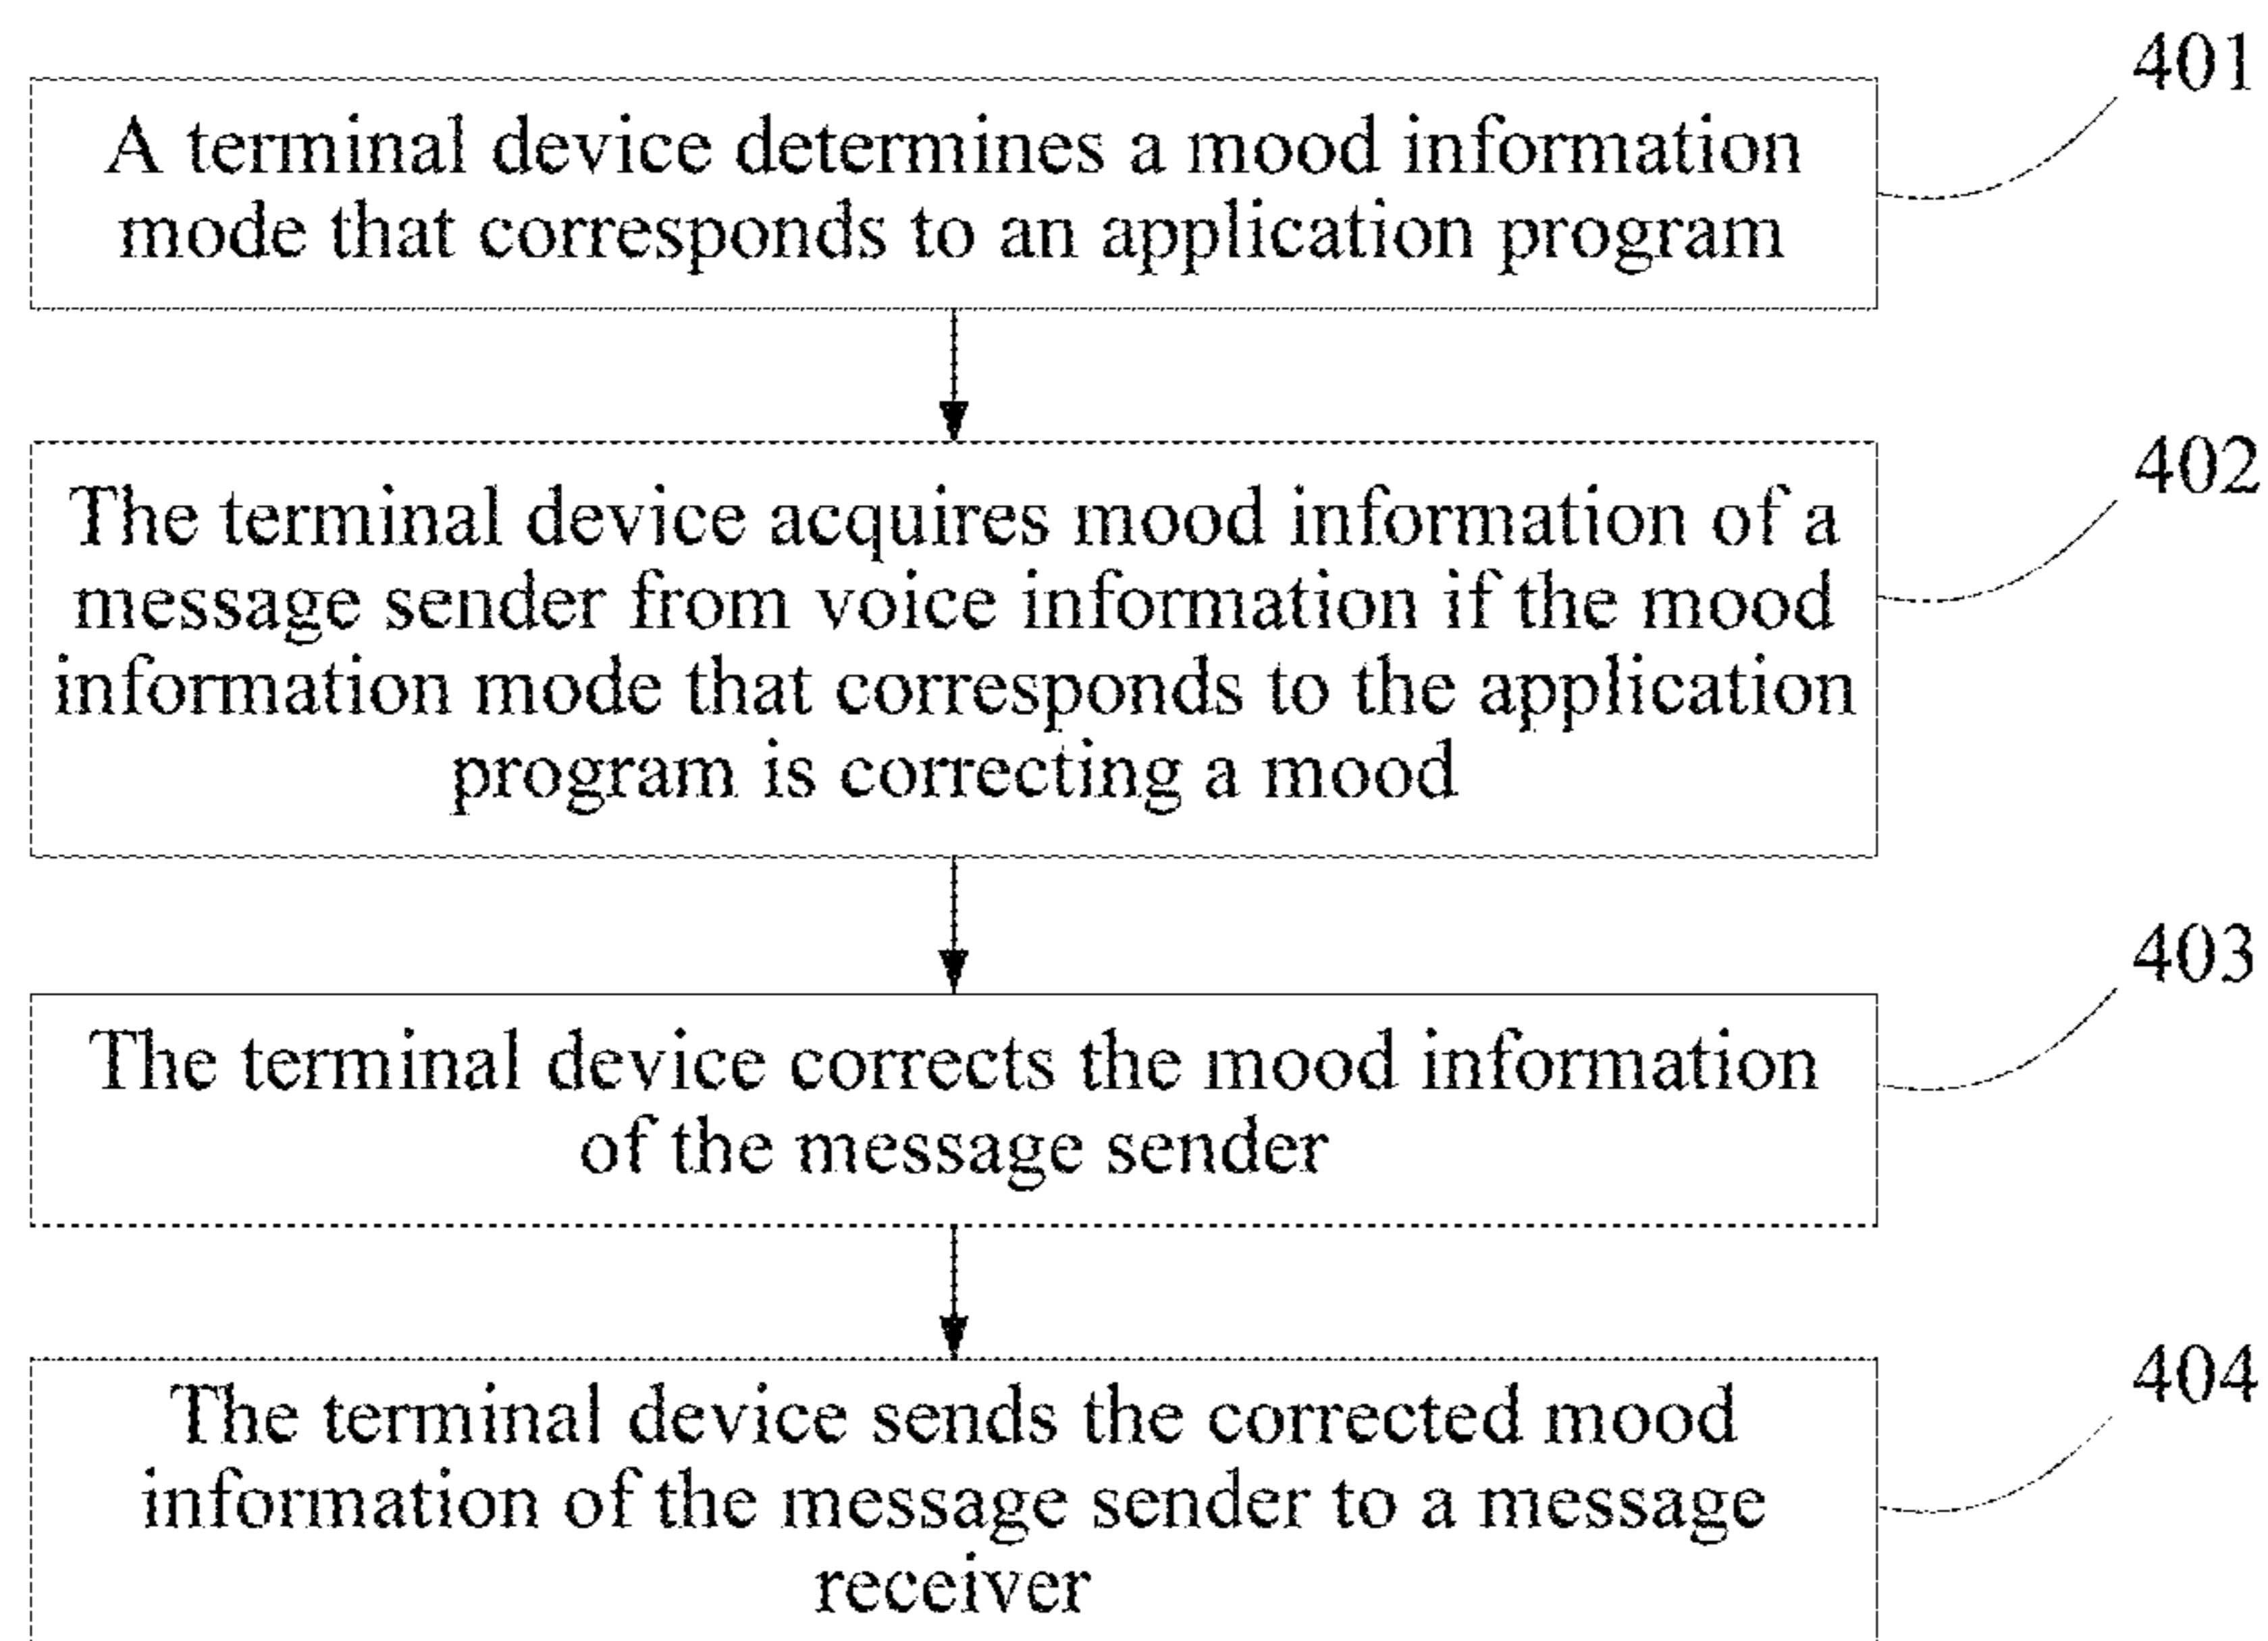 401
A terminal device determines a mood information
mode that corresponds to an application program
402
The terminal device acquires mood information of a
message sender from voice information if the mood
information mode that corresponds to the application
program is correcting a mood
403
The terminal device corrects the mood information
of the message sender
404
The terminal device sends the corrected mood
information of the message sender to a message
receiver